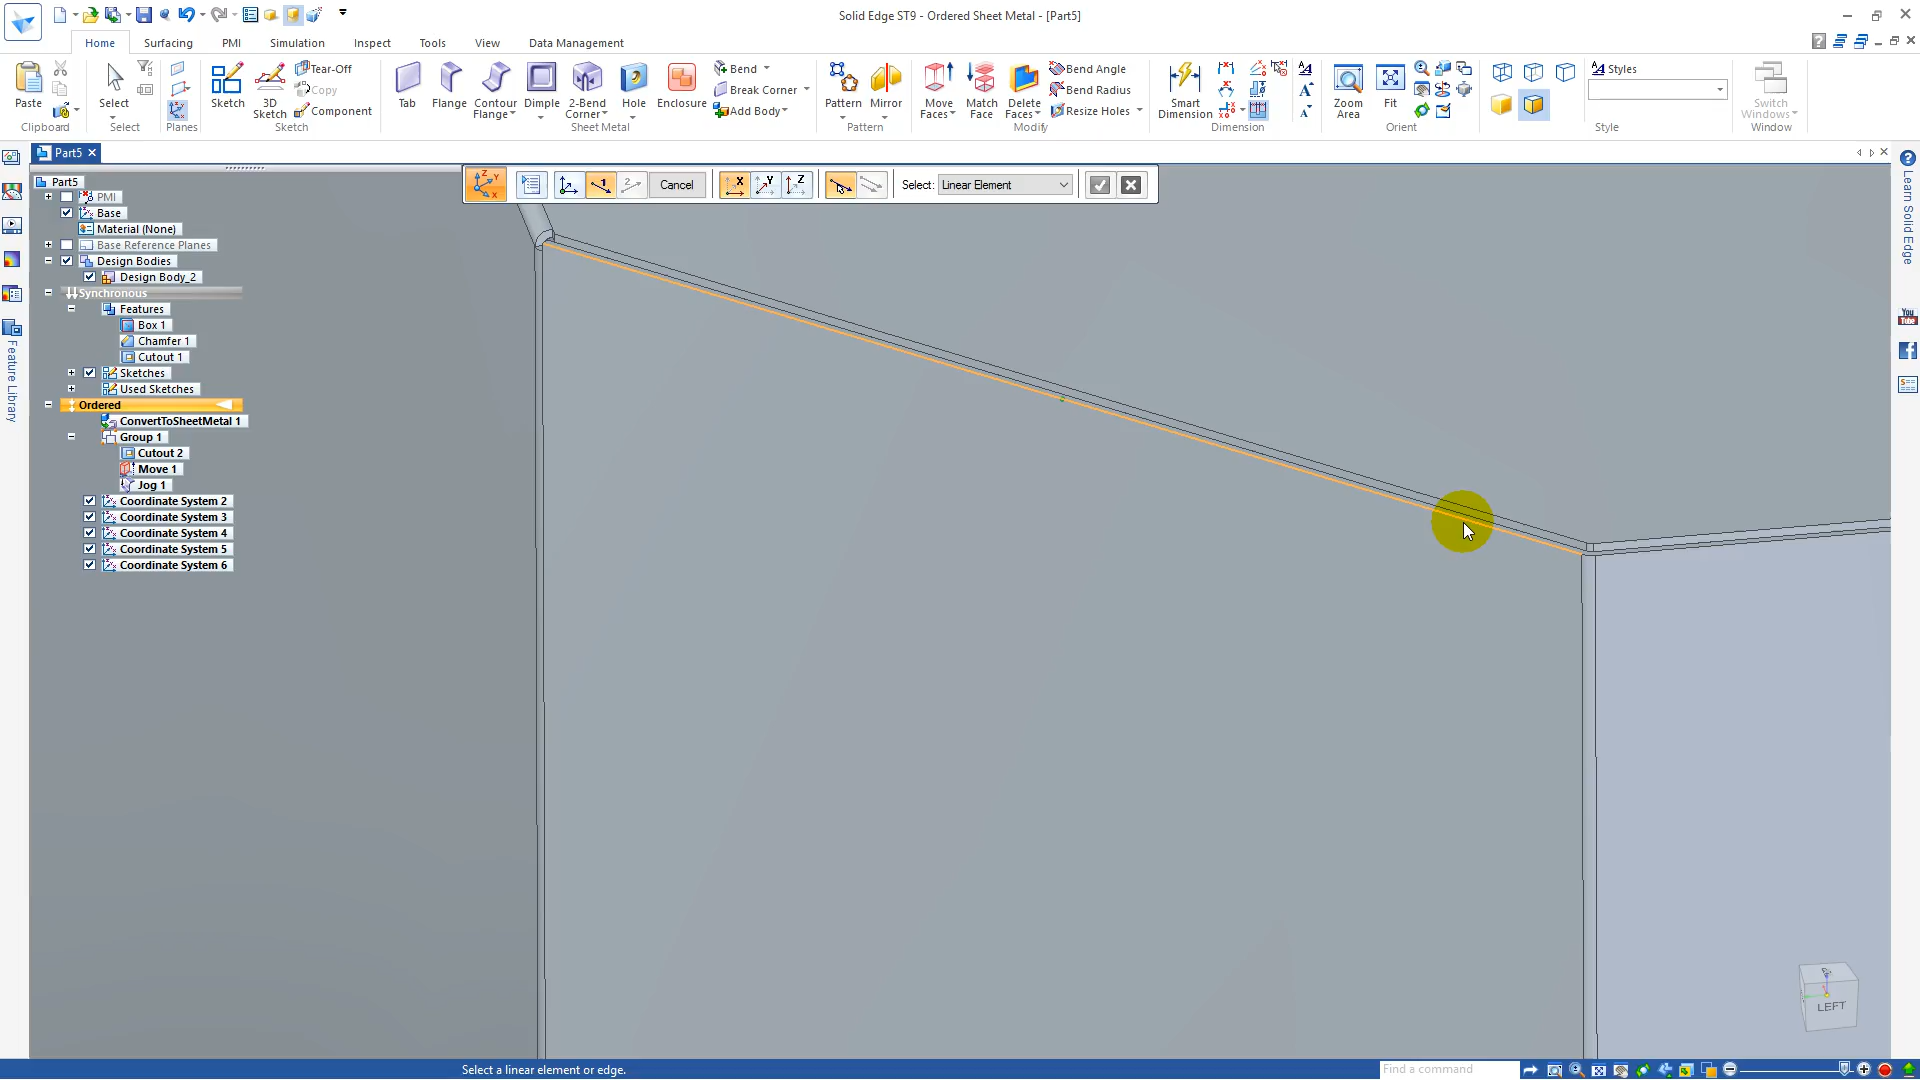 Solid Edge ST9 - Ordered Sheet Metal - [Part5]
Home
Surfacing
PMI
Simulation
Inspect
Tools
View
Data Management
Paste
Clipboard
Select
Select
Planes
Sketch
3D
Sketch
Tear-Off
Copy
Component
Sketch
Tab
Flange
Contour
Flange
Dimple
2-Bend
Corner
Hole
Enclosure
Bend
Break Corner
Add Body
Sheet Metal
Pattern
Mirror
Pattern
Move
Faces
Match
Face
Delete
Faces
Bend Angle
Bend Radius
Resize Holes
Modify
Smart
Dimension
Dimension
Zoom
Area
Fit
Orient
Styles
Style
Switch
Windows
Window
Part5
Cancel
Select:
Linear Element
Part5
PMI
Base
Material (None)
Base Reference Planes
Design Bodies
Design Body_2
Synchronous
Features
Box 1
Chamfer 1
Cutout 1
Sketches
Used Sketches
Ordered
ConvertToSheetMetal 1
Group 1
Cutout 2
Move 1
Jog 1
Coordinate System 2
Coordinate System 3
Coordinate System 4
Coordinate System 5
Coordinate System 6
Feature Library
Learn Solid Edge
You
Tube
LEFT
Select a linear element or edge.
Find a command